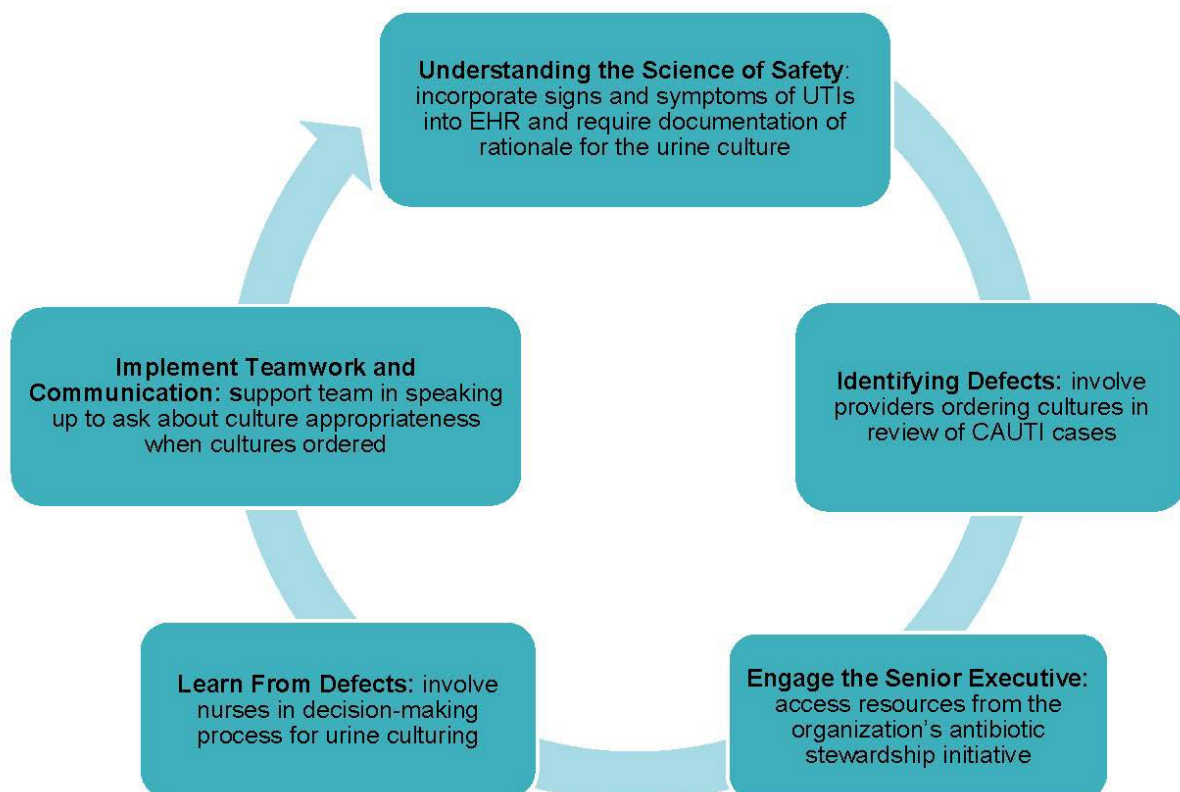 Understanding the Science of Safety:
incorporate signs and symptoms of UTIs
into EHR and require documentation of
rationale for the urine culture
Identifying Defects: involve
providers ordering cultures in
review of CAUTI cases
Engage the Senior Executive:
access resources from the
organization's antibiotic
stewardship initiative
Learn From Defects: involve
nurses in decision-making
process for urine culturing
Implement Teamwork and
Communication: support team in speaking
up to ask about culture appropriateness
when cultures ordered